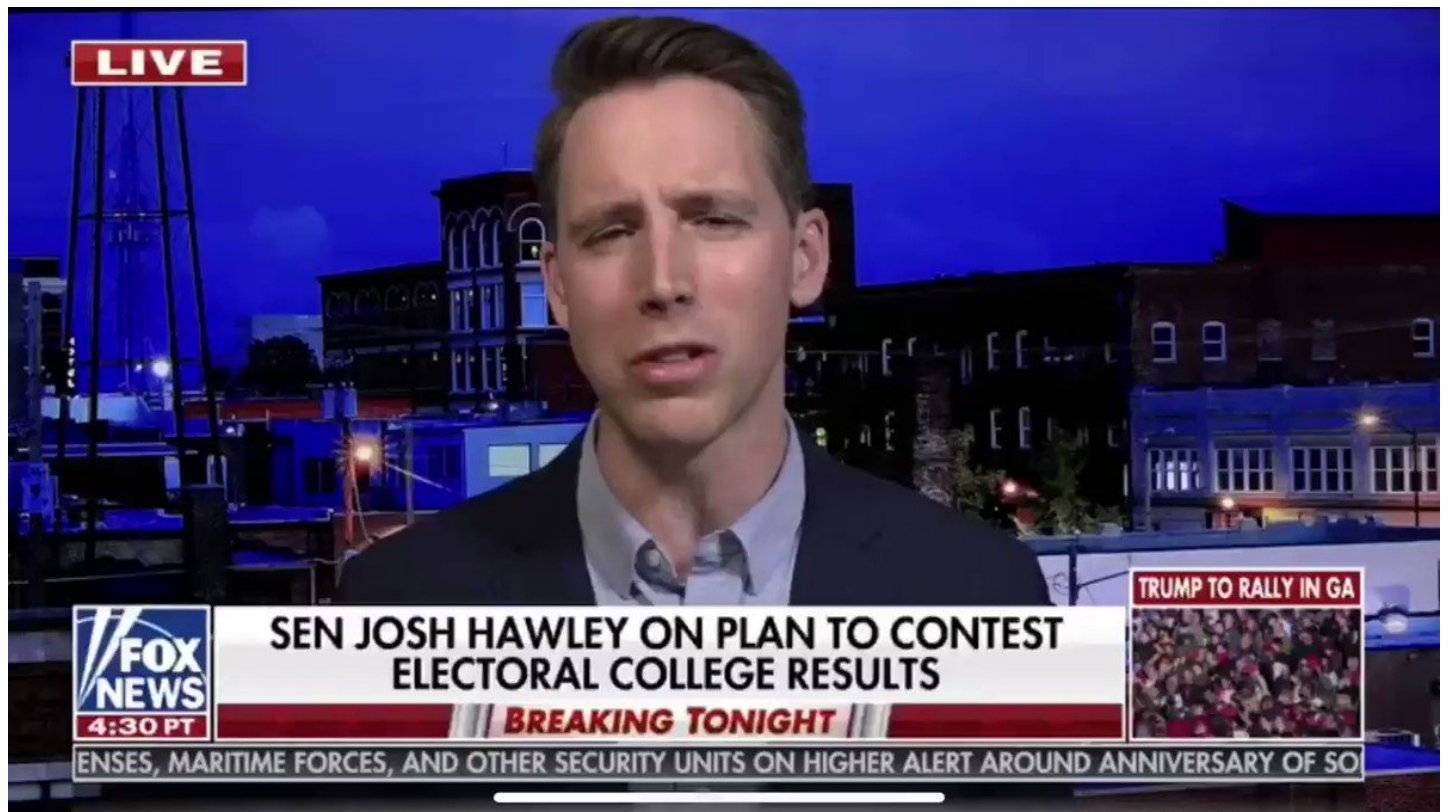 LIVE
TRUMP TO RALLY IN GA
SEN JOSH HAWLEY ON PLAN TO CONTEST
ELECTORAL COLLEGE RESULTS
FOX
NEWS
4:30 PT
BREAKING TONIGHT
ENSES, MARITIME FORCES, AND OTHER SECURITY UNITS ON HIGHER ALERT AROUND ANNIVERSARY OF SO